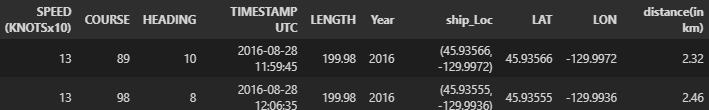 SPEED (KNOTSx10) COURSE HEADING TIMESTAMP UTC LENGTH Year ship_Loc LAT LON distance(in km)
13 89 10 2016-08-28 11:59:45 199.98 2016 (45.93566, -129.9972) 45.93566 -129.9972 2.32
13 98 8 2016-08-28 12:06:35 199.98 2016 (45.93555, -129.9936) 45.93555 -129.9936 2.46